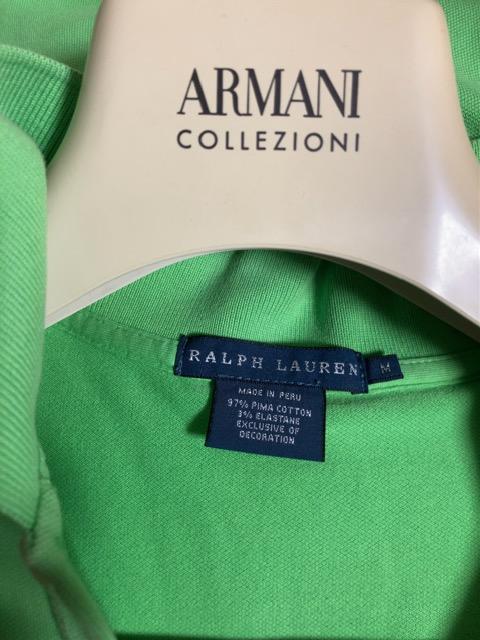 ARMANI
COLLEZIONI
RALPH LAUREN
M
MADE IN PERU
97% PIMA COTTON
3% ELASTANE
EXCLUSIVE OF
DECORATION